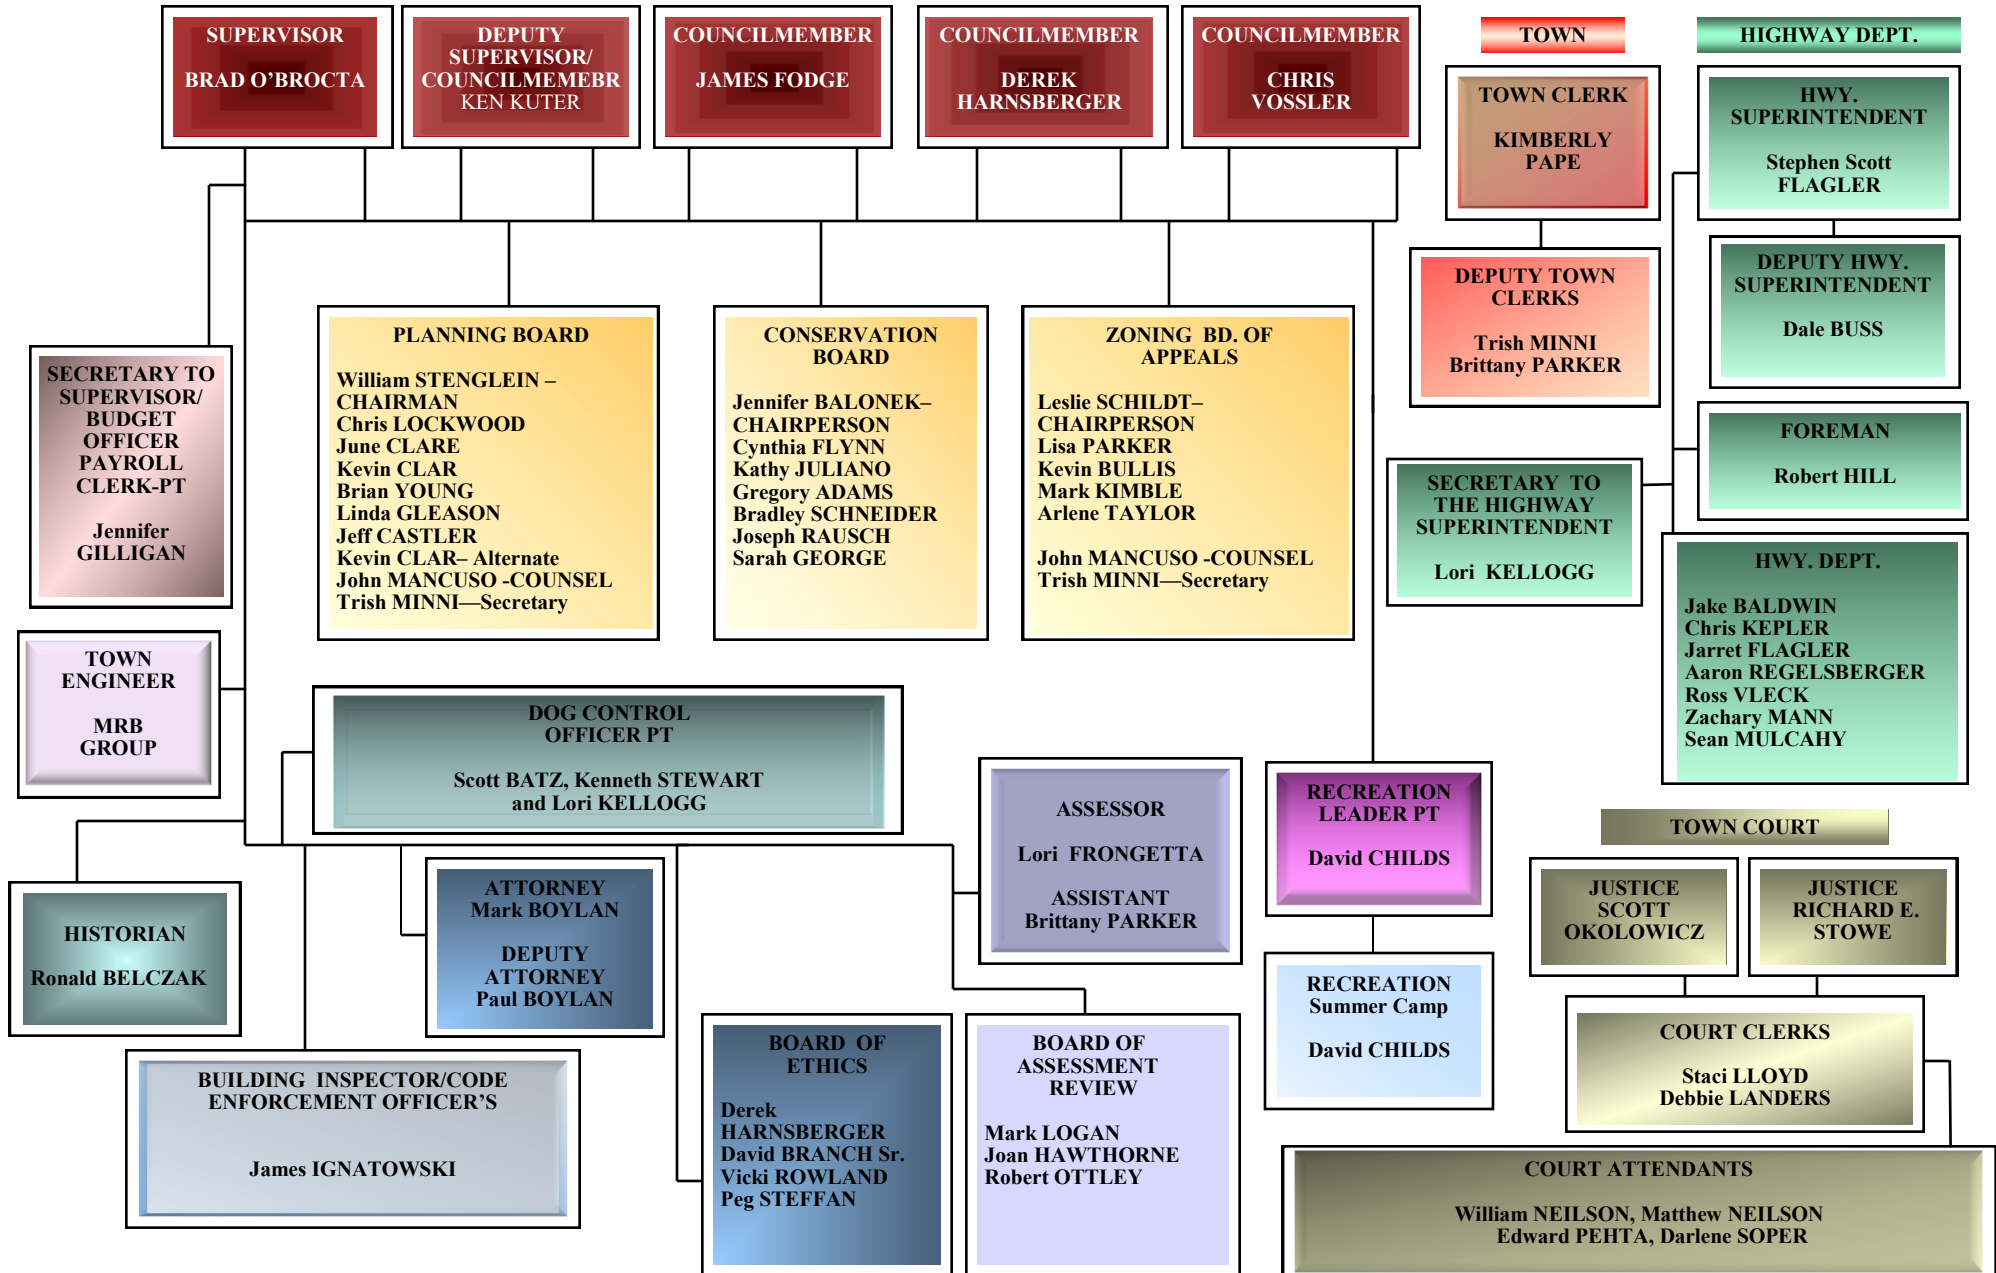 SUPERVISOR
BRAD O’BROCTA
DEPUTY
SUPERVISOR/
COUNCILMEMEBR
KEN KUTER
COUNCILMEMBER
JAMES FODGE
COUNCILMEMBER
DEREK
HARNSBERGER
COUNCILMEMBER
CHRIS
VOSSLER
TOWN
HIGHWAY DEPT.
TOWN CLERK
KIMBERLY
PAPE
HWY.
SUPERINTENDENT
Stephen Scott
FLAGLER
DEPUTY TOWN
CLERKS
Trish MINNI
Brittany PARKER
DEPUTY HWY.
SUPERINTENDENT
Dale BUSS
SECRETARY TO
SUPERVISOR/
BUDGET
OFFICER
PAYROLL
CLERK-PT
Jennifer
GILLIGAN
PLANNING BOARD
William STENGLEIN –
CHAIRMAN
Chris LOCKWOOD
June CLARE
Kevin CLAR
Brian YOUNG
Linda GLEASON
Jeff CASTLER
Kevin CLAR– Alternate
John MANCUSO -COUNSEL
Trish MINNI—Secretary
CONSERVATION
BOARD
Jennifer BALONEK–
CHAIRPERSON
Cynthia FLYNN
Kathy JULIANO
Gregory ADAMS
Bradley SCHNEIDER
Joseph RAUSCH
Sarah GEORGE
ZONING BD. OF
APPEALS
Leslie SCHILDT–
CHAIRPERSON
Lisa PARKER
Kevin BULLIS
Mark KIMBLE
Arlene TAYLOR
John MANCUSO -COUNSEL
Trish MINNI—Secretary
FOREMAN
Robert HILL
SECRETARY TO
THE HIGHWAY
SUPERINTENDENT
Lori KELLOGG
HWY. DEPT.
Jake BALDWIN
Chris KEPLER
Jarret FLAGLER
Aaron REGELSBERGER
Ross VLECK
Zachary MANN
Sean MULCAHY
TOWN
ENGINEER
MRB
GROUP
DOG CONTROL
OFFICER PT
Scott BATZ, Kenneth STEWART
and Lori KELLOGG
ASSESSOR
Lori FRONGETTA
ASSISTANT
Brittany PARKER
RECREATION
LEADER PT
David CHILDS
TOWN COURT
HISTORIAN
Ronald BELCZAK
ATTORNEY
Mark BOYLAN
DEPUTY
ATTORNEY
Paul BOYLAN
JUSTICE
SCOTT
OKOLOWICZ
JUSTICE
RICHARD E.
STOWE
RECREATION
Summer Camp
David CHILDS
COURT CLERKS
Staci LLOYD
Debbie LANDERS
BUILDING INSPECTOR/CODE
ENFORCEMENT OFFICER’S
James IGNATOWSKI
BOARD OF
ETHICS
Derek
HARNSBERGER
David BRANCH Sr.
Vicki ROWLAND
Peg STEFFAN
BOARD OF
ASSESSMENT
REVIEW
Mark LOGAN
Joan HAWTHORNE
Robert OTTLEY
COURT ATTENDANTS
William NEILSON, Matthew NEILSON
Edward PEHTA, Darlene SOPER